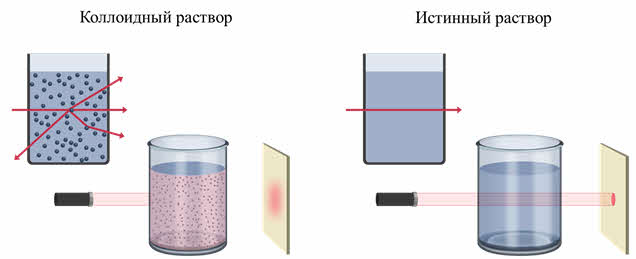 Коллоидный раствор
Истинный раствор